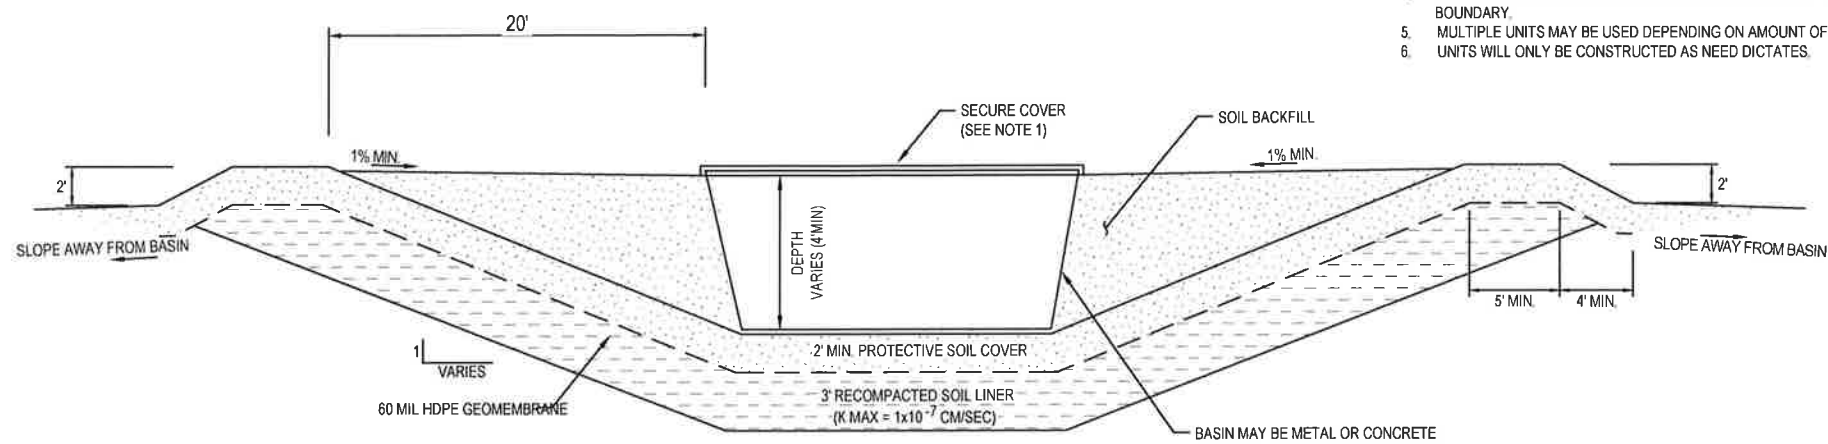 BOUNDARY.
5. MULTIPLE UNITS MAY BE USED DEPENDING ON AMOUNT OF
6. UNITS WILL ONLY BE CONSTRUCTED AS NEED DICTATES.
20'
SECURE COVER
(SEE NOTE 1)
SOIL BACKFILL
1% MIN.
1% MIN.
2'
2'
DEPTH
VARIES (4'MIN)
SLOPE AWAY FROM BASIN
SLOPE AWAY FROM BASIN
5' MIN.
4' MIN.
2' MIN. PROTECTIVE SOIL COVER
1
VARIES
3' RECOMPACTED SOIL LINER
(K MAX = 1x10⁻⁷ CM/SEC)
60 MIL HDPE GEOMEMBRANE
BASIN MAY BE METAL OR CONCRETE